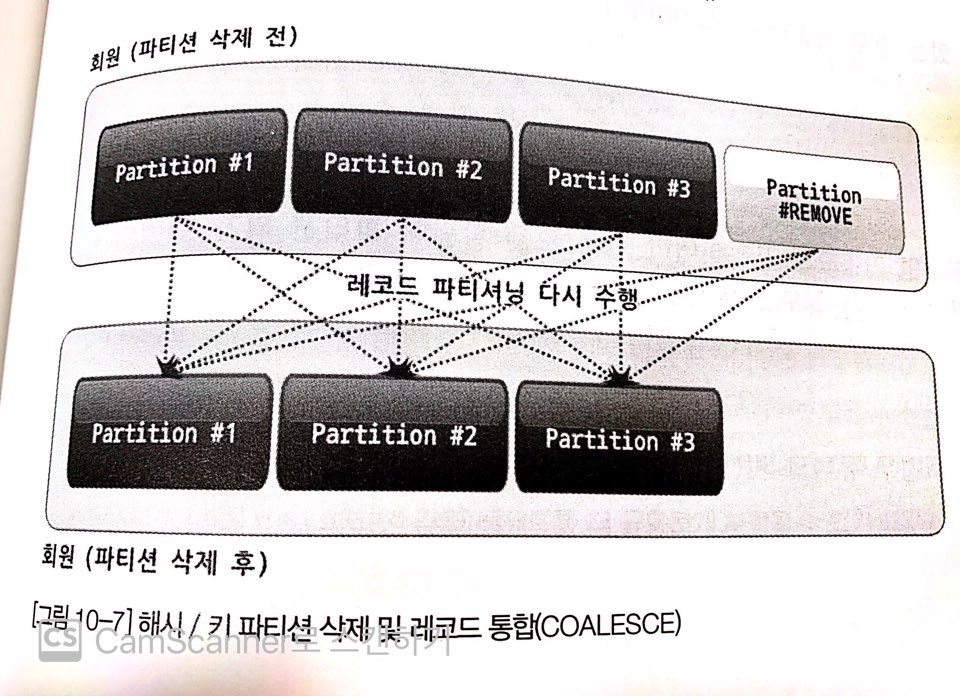 회원 (파티션 삭제 전)
Partition #1 Partition #2 Partition #3 Partition
#REMOVE
레코드 파티셔닝 다시 수행
Partition #1 Partition #2 Partition #3
회원 (파티션 삭제 후)
[그림 10-7] 해시 / 키 파티션 삭제 및 레코드 통합(COALESCE)
CS CamScanner로 스캔하기